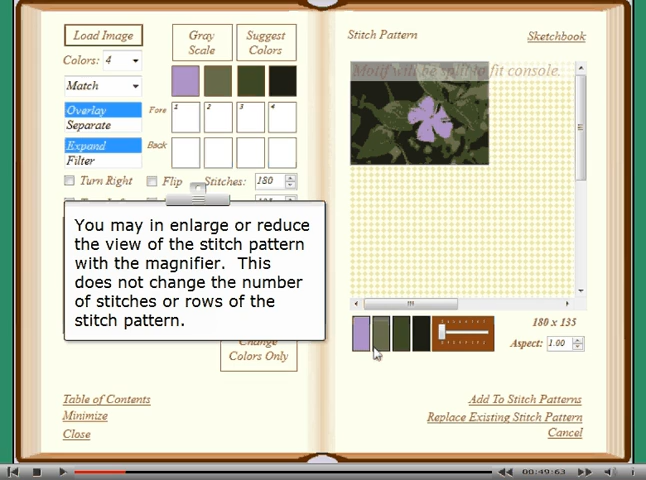 Load Image
Gray Scale
Suggest Colors
Colors: 4
Match
Overlay
Separate
Fore
1 2 3 4
Expand
Filter
Back
Turn Right
Flip
Stitches: 180
You may in enlarge or reduce
the view of the stitch pattern
with the magnifier. This
does not change the number
of stitches or rows of the
stitch pattern.
Change
Colors Only
Table of Contents
Minimize
Close
Stitch Pattern
Sketchbook
Motif will be split to fit console.
180 x 135
Aspect: 1.00
Add To Stitch Patterns
Replace Existing Stitch Pattern
Cancel
00:49:63